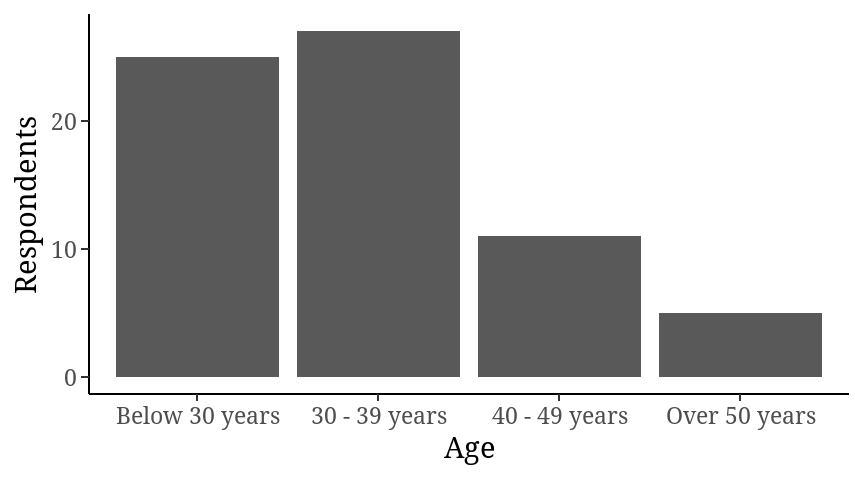 Respondents
20
10
0
Below 30 years
30 - 39 years
40 - 49 years
Over 50 years
Age